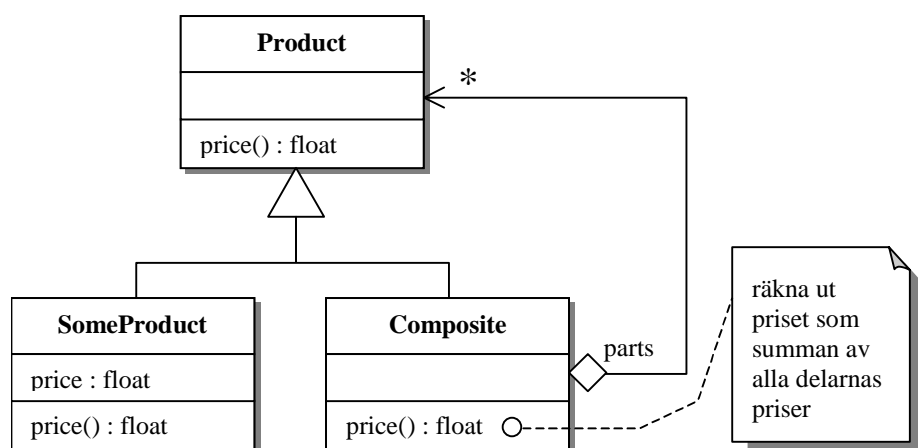 Product
*
price() : float
SomeProduct
price : float
price() : float
Composite
parts
price() : float
räkna ut
priset som
summan av
alla delarnas
priser